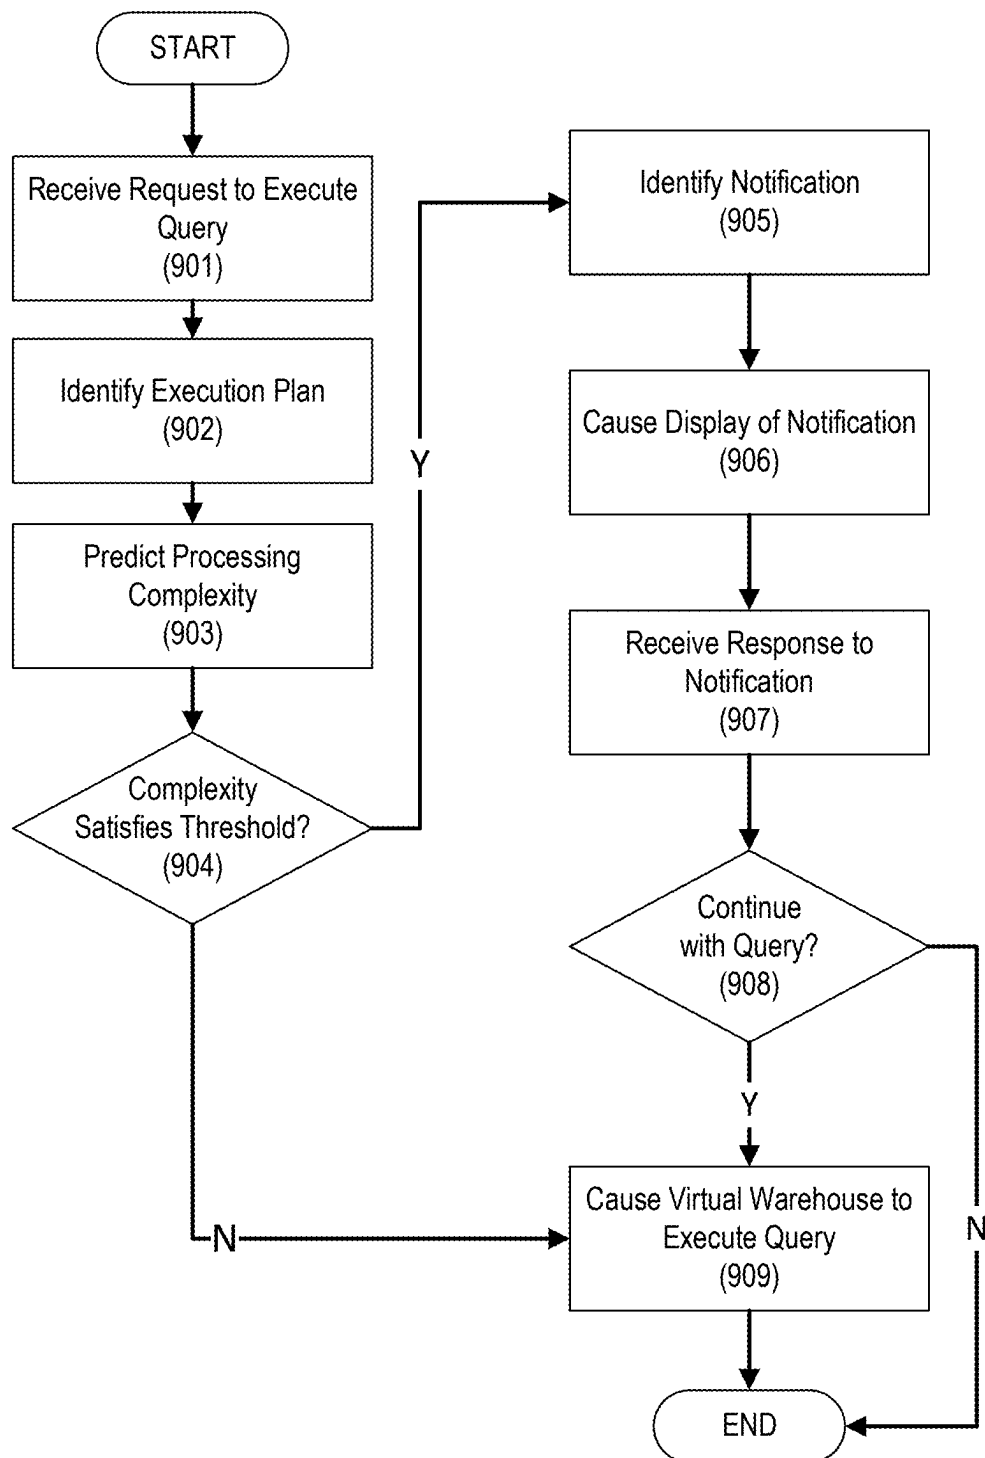 START
Receive Request to Execute
Query
(901)
Identify Execution Plan
(902)
Predict Processing
Complexity
(903)
Complexity
Satisfies Threshold?
(904)
Y
N
Identify Notification
(905)
Cause Display of Notification
(906)
Receive Response to
Notification
(907)
Continue
with Query?
(908)
Y
N
Cause Virtual Warehouse to
Execute Query
(909)
END